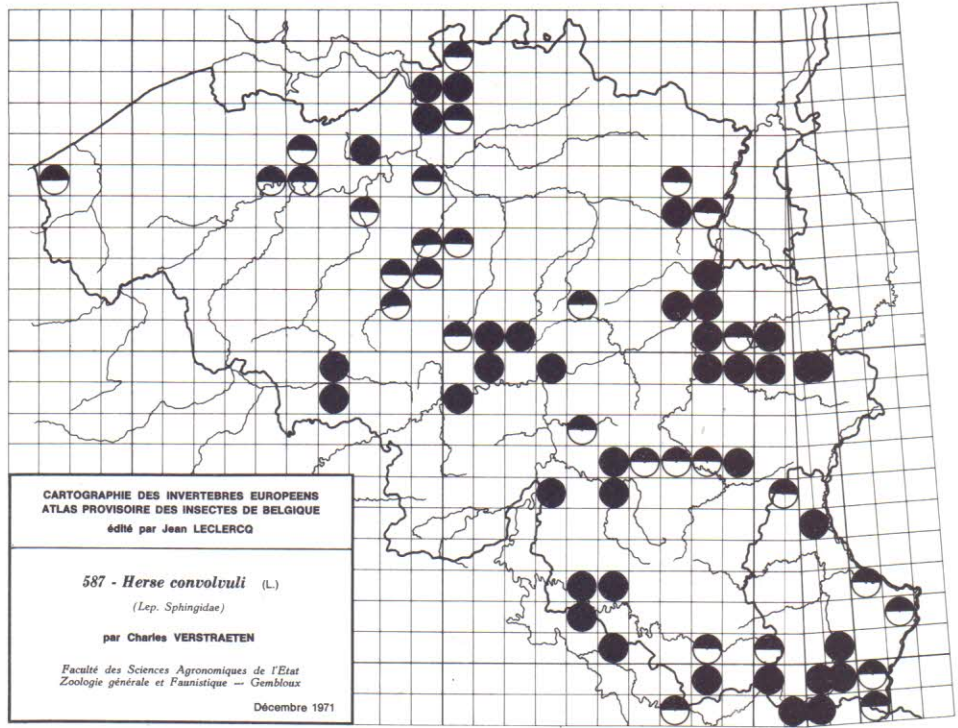 CARTOGRAPHIE DES INVERTEBRES EUROPEENS
ATLAS PROVISOIRE DES INSECTES DE BELGIQUE
édité par Jean LECLERCQ
587 - Herse convolvuli (L.)
(Lep. Sphingidae)
par Charles VERSTRAETEN
Faculté des Sciences Agronomiques de l'Etat
Zoologie générale et Faunistique — Gembloux
Décembre 1971